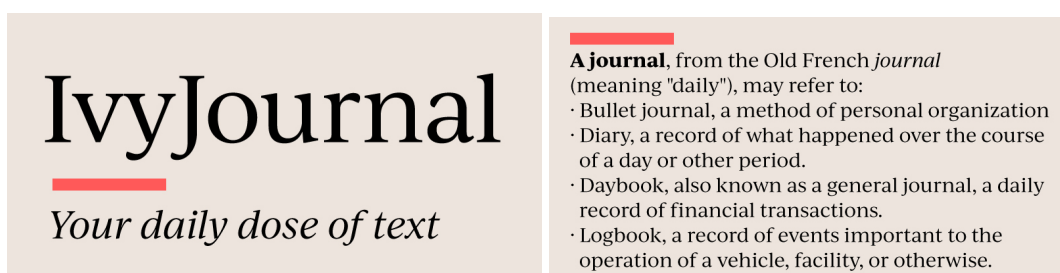 IvyJournal
Your daily dose of text
A journal, from the Old French journal
(meaning "daily"), may refer to:
· Bullet journal, a method of personal organization
· Diary, a record of what happened over the course
of a day or other period.
· Daybook, also known as a general journal, a daily
record of financial transactions.
· Logbook, a record of events important to the
operation of a vehicle, facility, or otherwise.